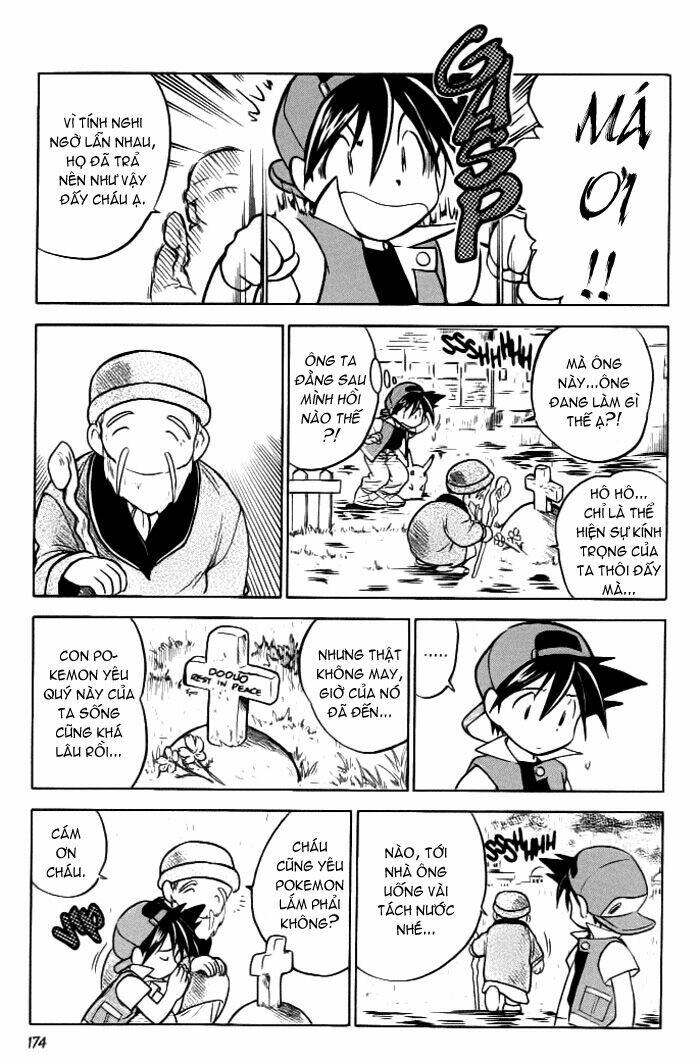 VÌ TÍNH NGHI
NGỜ LẪN NHAU,
HỌ ĐÃ TRẢ
NÊN NHƯ VẬY
ĐẤY CHÁU Ạ.
GASP
MÁ
ƠI
!!
ÔNG TA
ĐẰNG SAU
MÌNH HỒI
NÀO THẾ
?!
SSSHHHHH
MÀ ÔNG
NÀY...ÔNG
ĐANG LÀM GÌ
THẾ Ạ?!
HÔ HÔ...
CHỈ LÀ THỂ
HIỆN SỰ KÍNH
TRỌNG CỦA
TA THÔI ĐẤY
MÀ...
CON PO-
KEMON YÊU
QUÝ NÀY CỦA
TA SỐNG
CŨNG KHÁ
LÂU RỒI...
DODUO
REST IN PEACE
NHƯNG THẬT
KHÔNG MAY,
GIỜ CỦA NÓ
ĐÃ ĐẾN...
......
CÁM
ƠN
CHÁU.
CHÁU
CŨNG YÊU
POKEMON
LẮM PHẢI
KHÔNG?
NÀO, TỚI
NHÀ ÔNG
UỐNG VÀI
TÁCH NƯỚC
NHÉ...
SSSHHHH
174